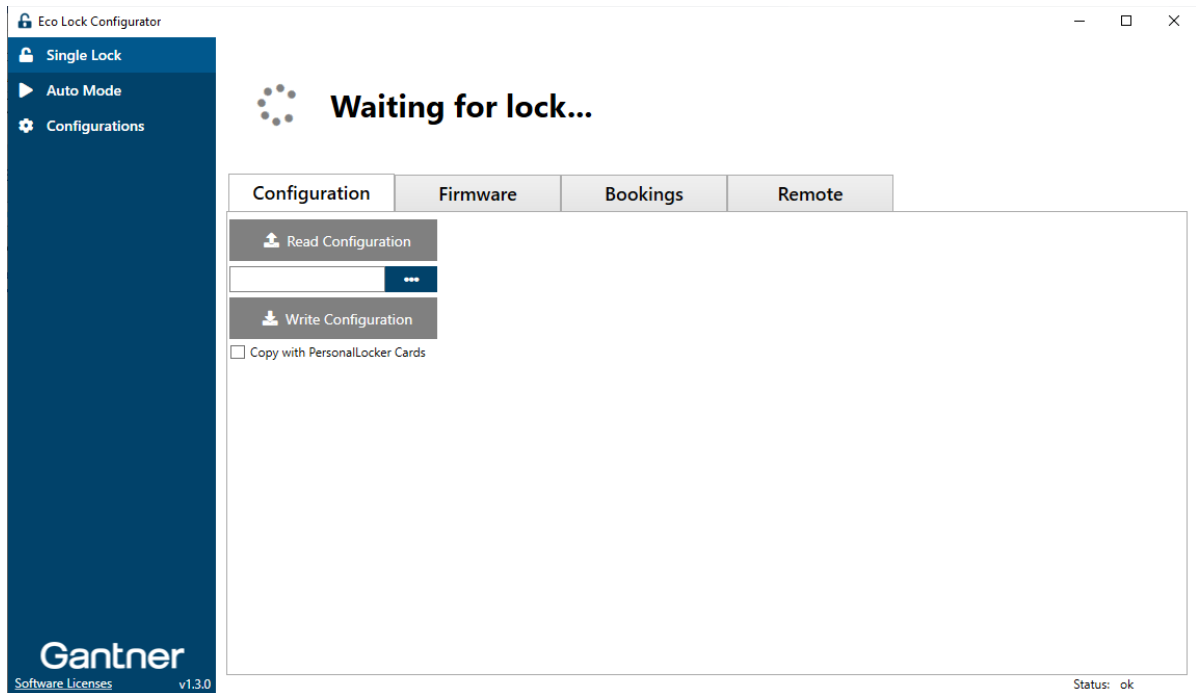 Eco Lock Configurator
Single Lock
Auto Mode
Configurations
Waiting for lock...
Configuration
Firmware
Bookings
Remote
Read Configuration
Write Configuration
Copy with PersonalLocker Cards
Gantner
Software Licenses
v1.3.0
Status: ok